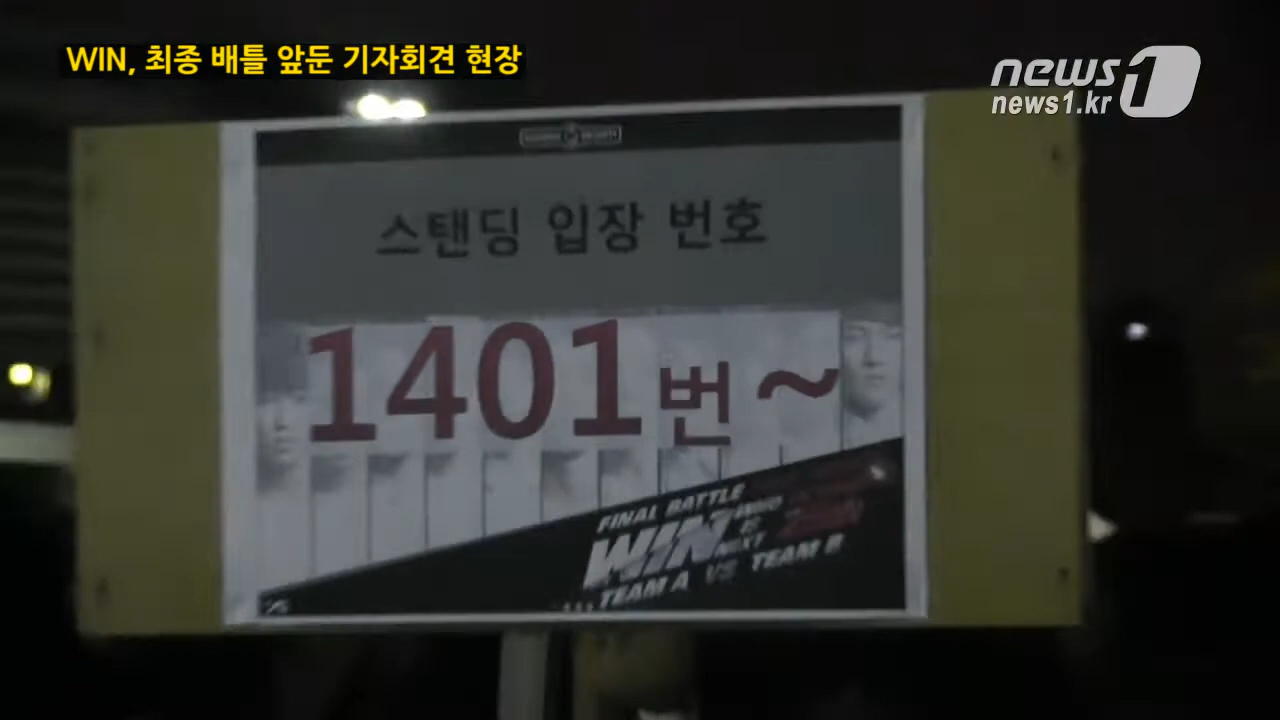 WIN, 최종 배틀 앞둔 기자회견 현장
news1
news1.kr
스탠딩 입장 번호
1401번 ~
FINAL BATTLE
WIN WHO IS NEXT
TEAM A VS TEAM B